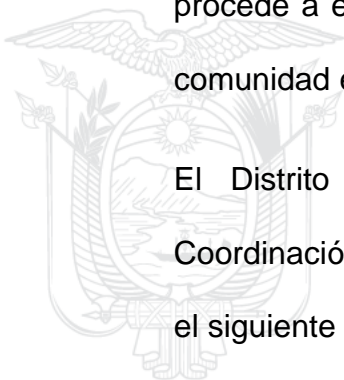 procede a e
comunidad e
El Distrito
Coordinació
el siguiente